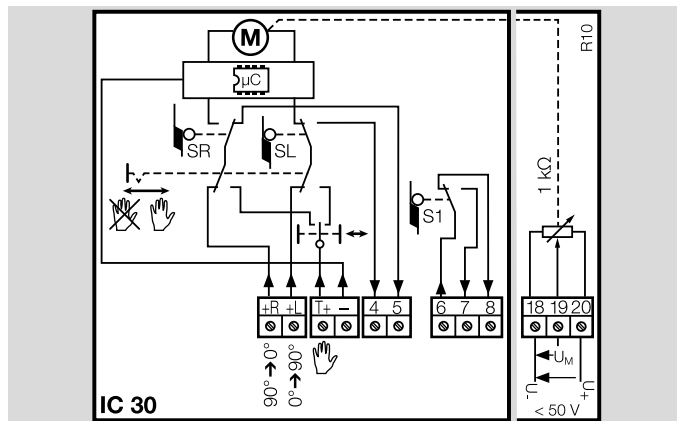 M
R10
µC
SR
SL
1 kΩ
S1
+R +L T+ – 4 5 6 7 8 18 19 20
90°➔0°
0°➔90°
UM
U-
U+
IC 30
< 50 V